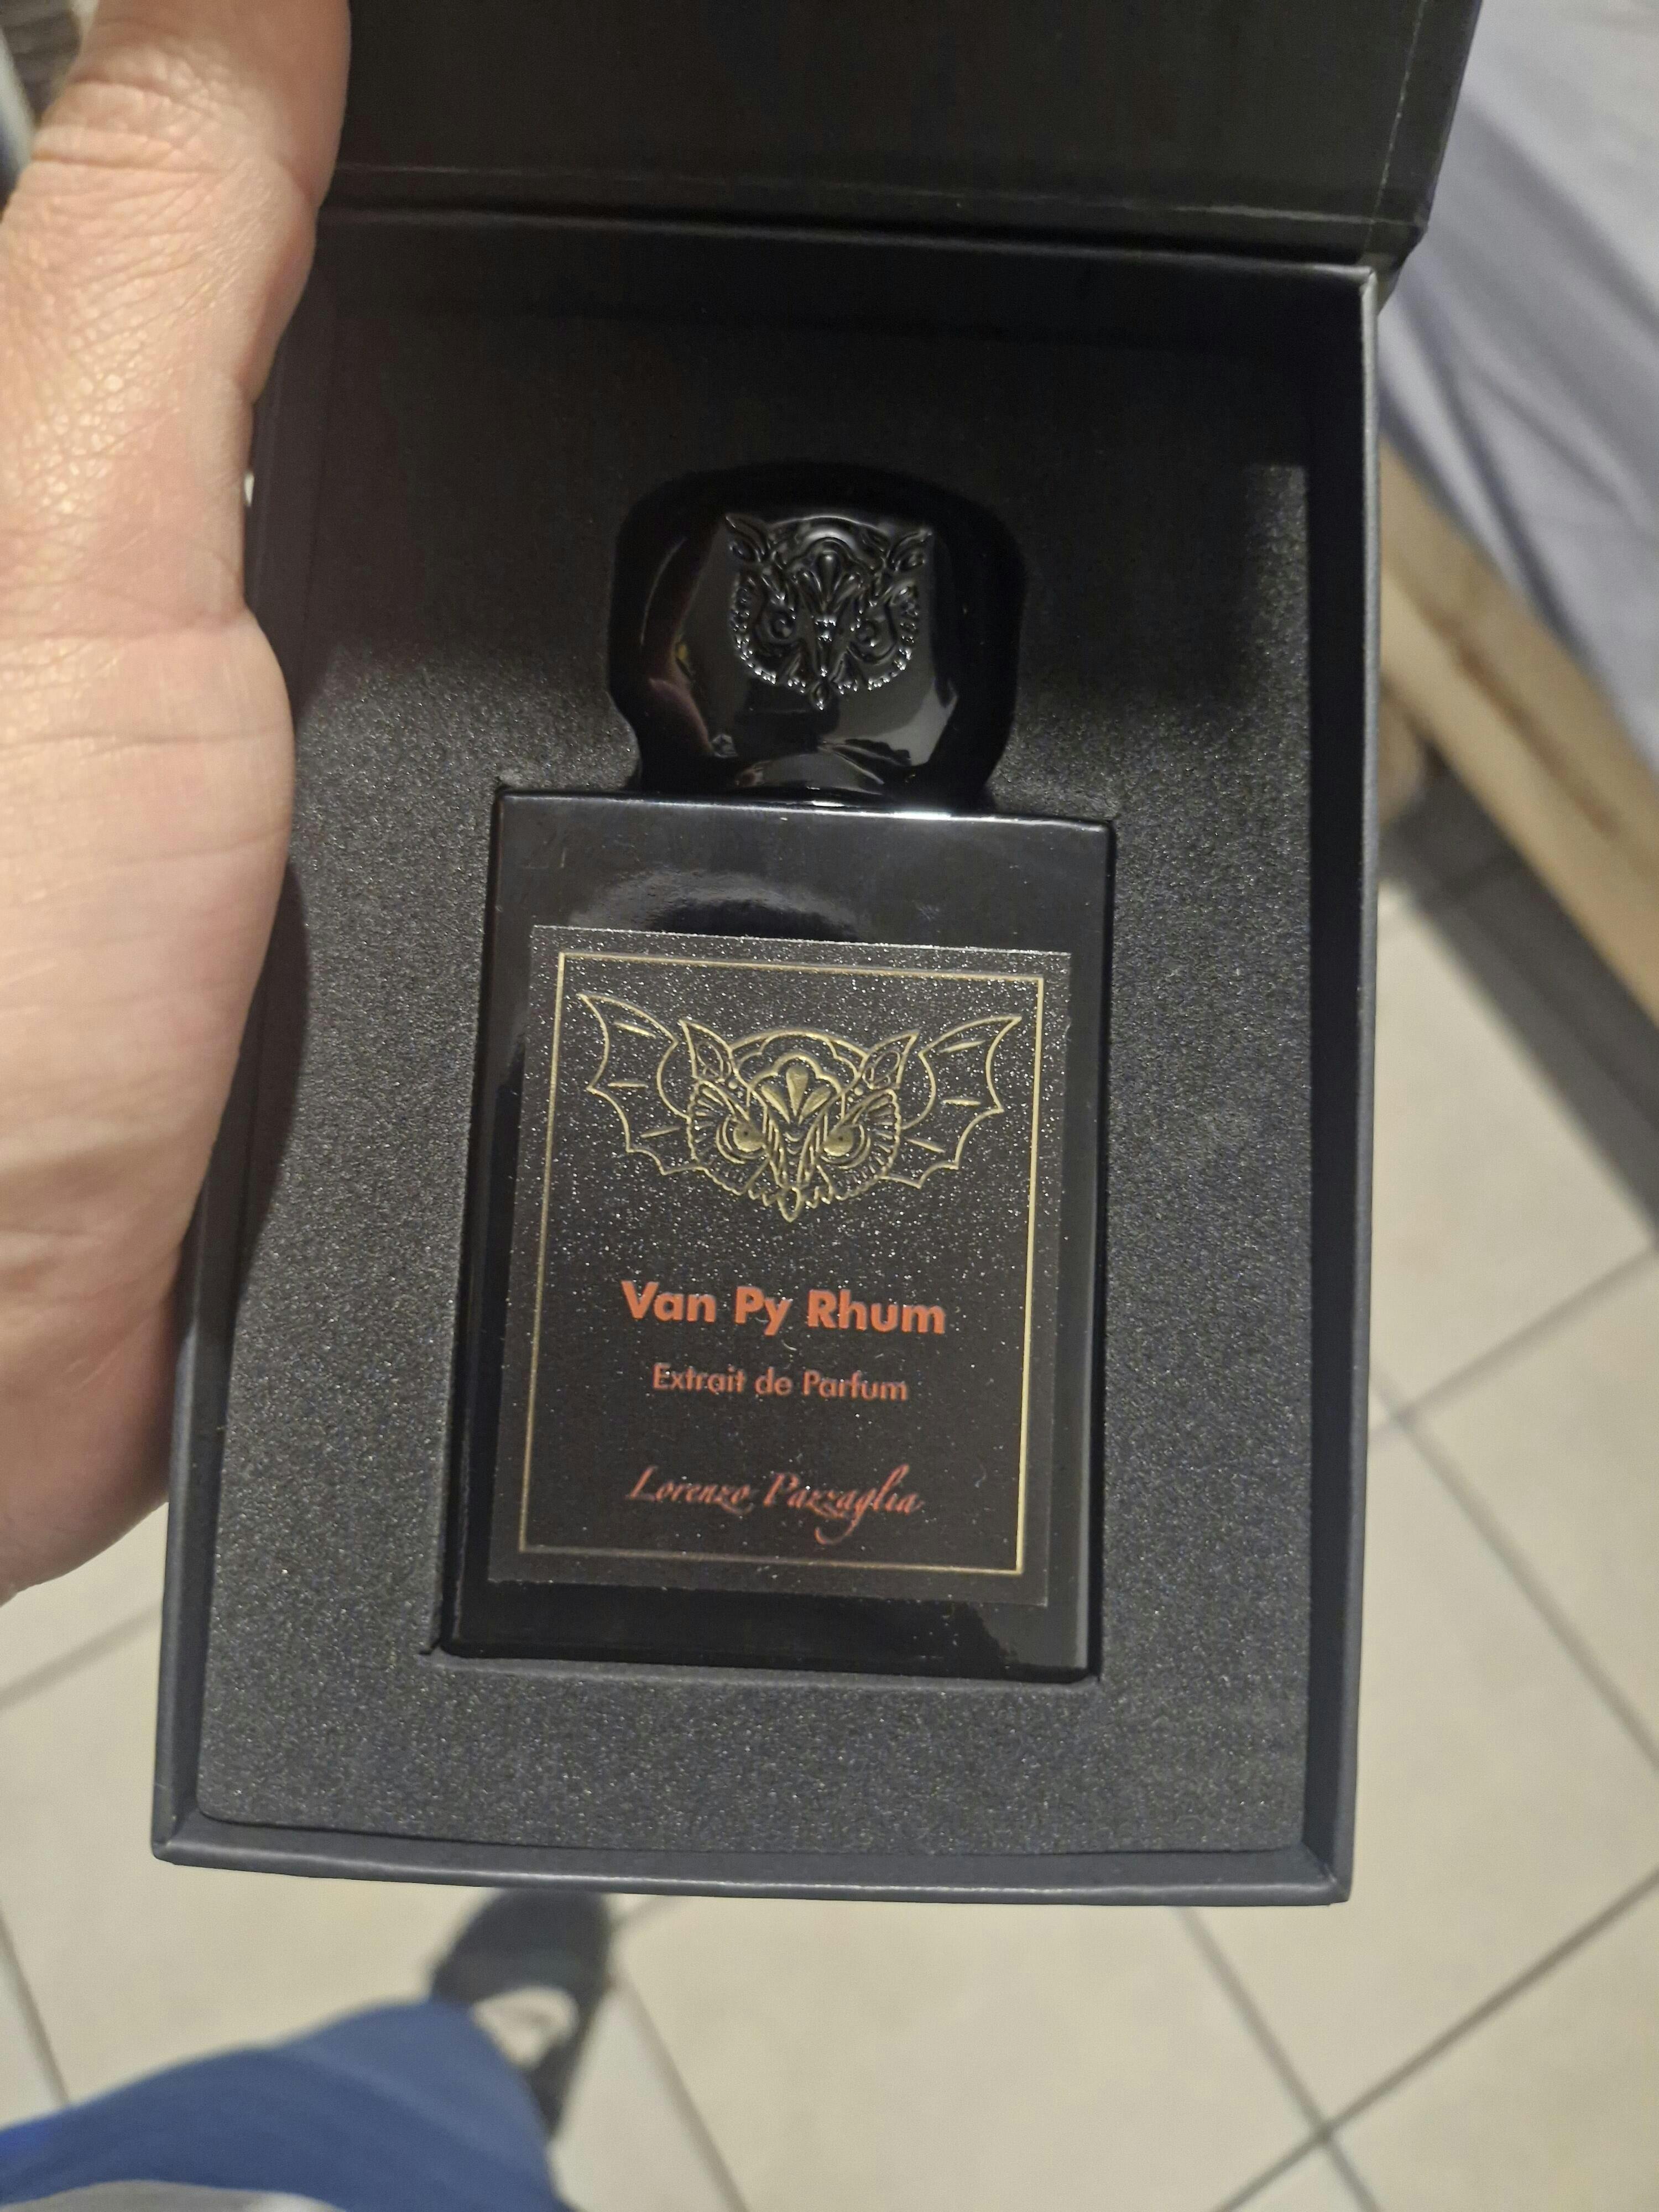 Van Py Rhum
Extrait de Parfum
Lorenzo Pazzaglia